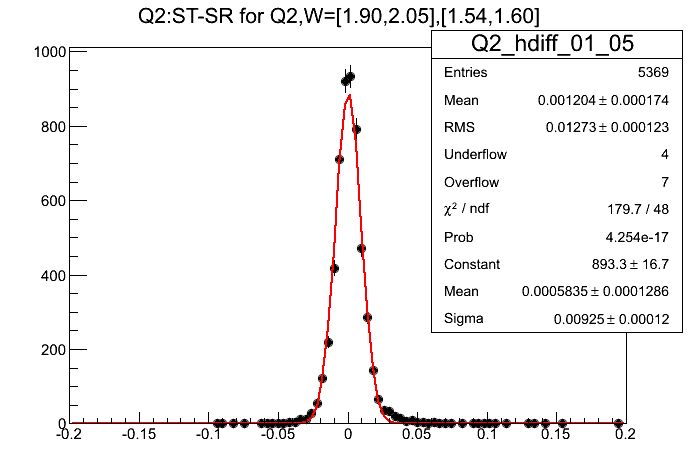 Q2:ST-SR for Q2,W=[1.90,2.05],[1.54,1.60]
Q2_hdiff_01_05
Entries 5369
Mean 0.001204 ± 0.000174
RMS 0.01273 ± 0.000123
Underflow 4
Overflow 7
χ² / ndf 179.7 / 48
Prob 4.254e-17
Constant 893.3 ± 16.7
Mean 0.0005835 ± 0.0001286
Sigma 0.00925 ± 0.00012
1000
800
600
400
200
0
-0.2 -0.15 -0.1 -0.05 0 0.05 0.1 0.15 0.2